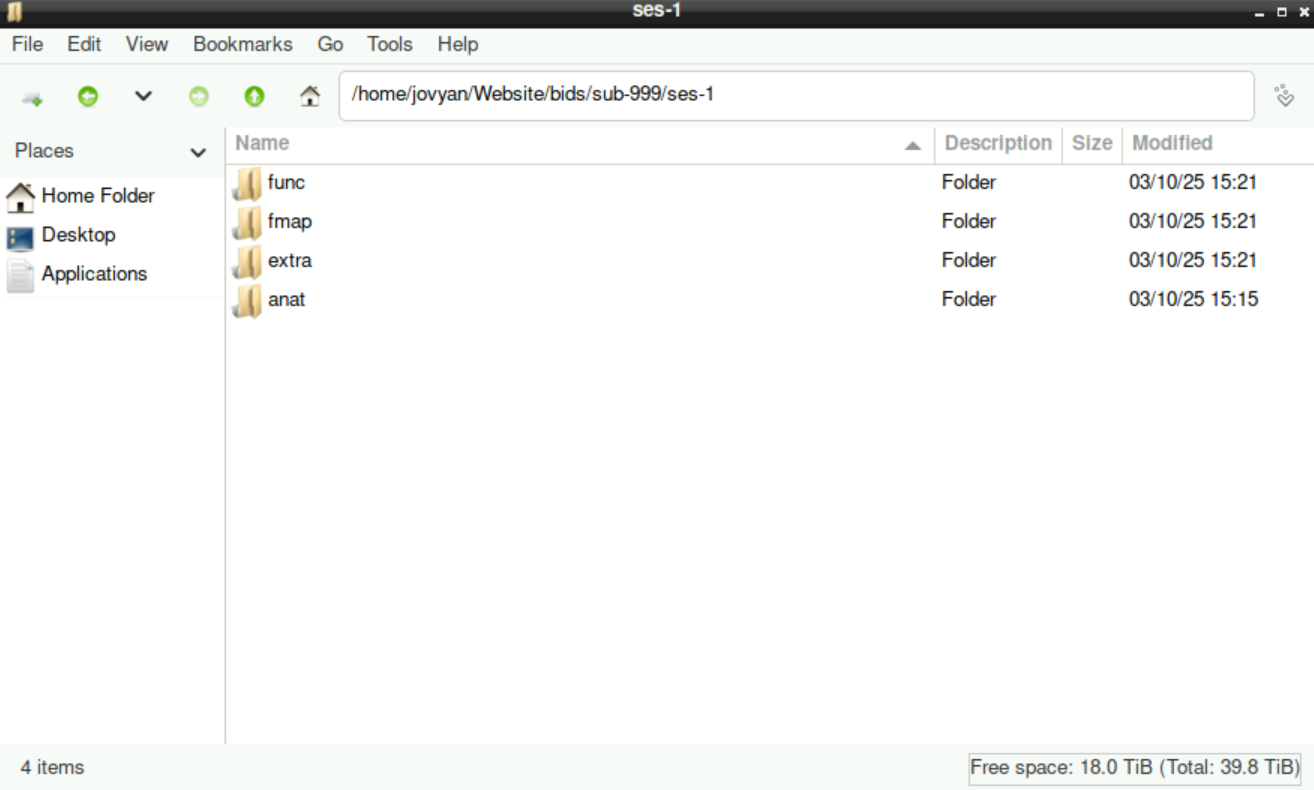 ses-1
File Edit View Bookmarks Go Tools Help
/home/jovyan/Website/bids/sub-999/ses-1
Places
Home Folder
Desktop
Applications
Name Description Size Modified
func Folder 03/10/25 15:21
fmap Folder 03/10/25 15:21
extra Folder 03/10/25 15:21
anat Folder 03/10/25 15:15
4 items
Free space: 18.0 TiB (Total: 39.8 TiB)